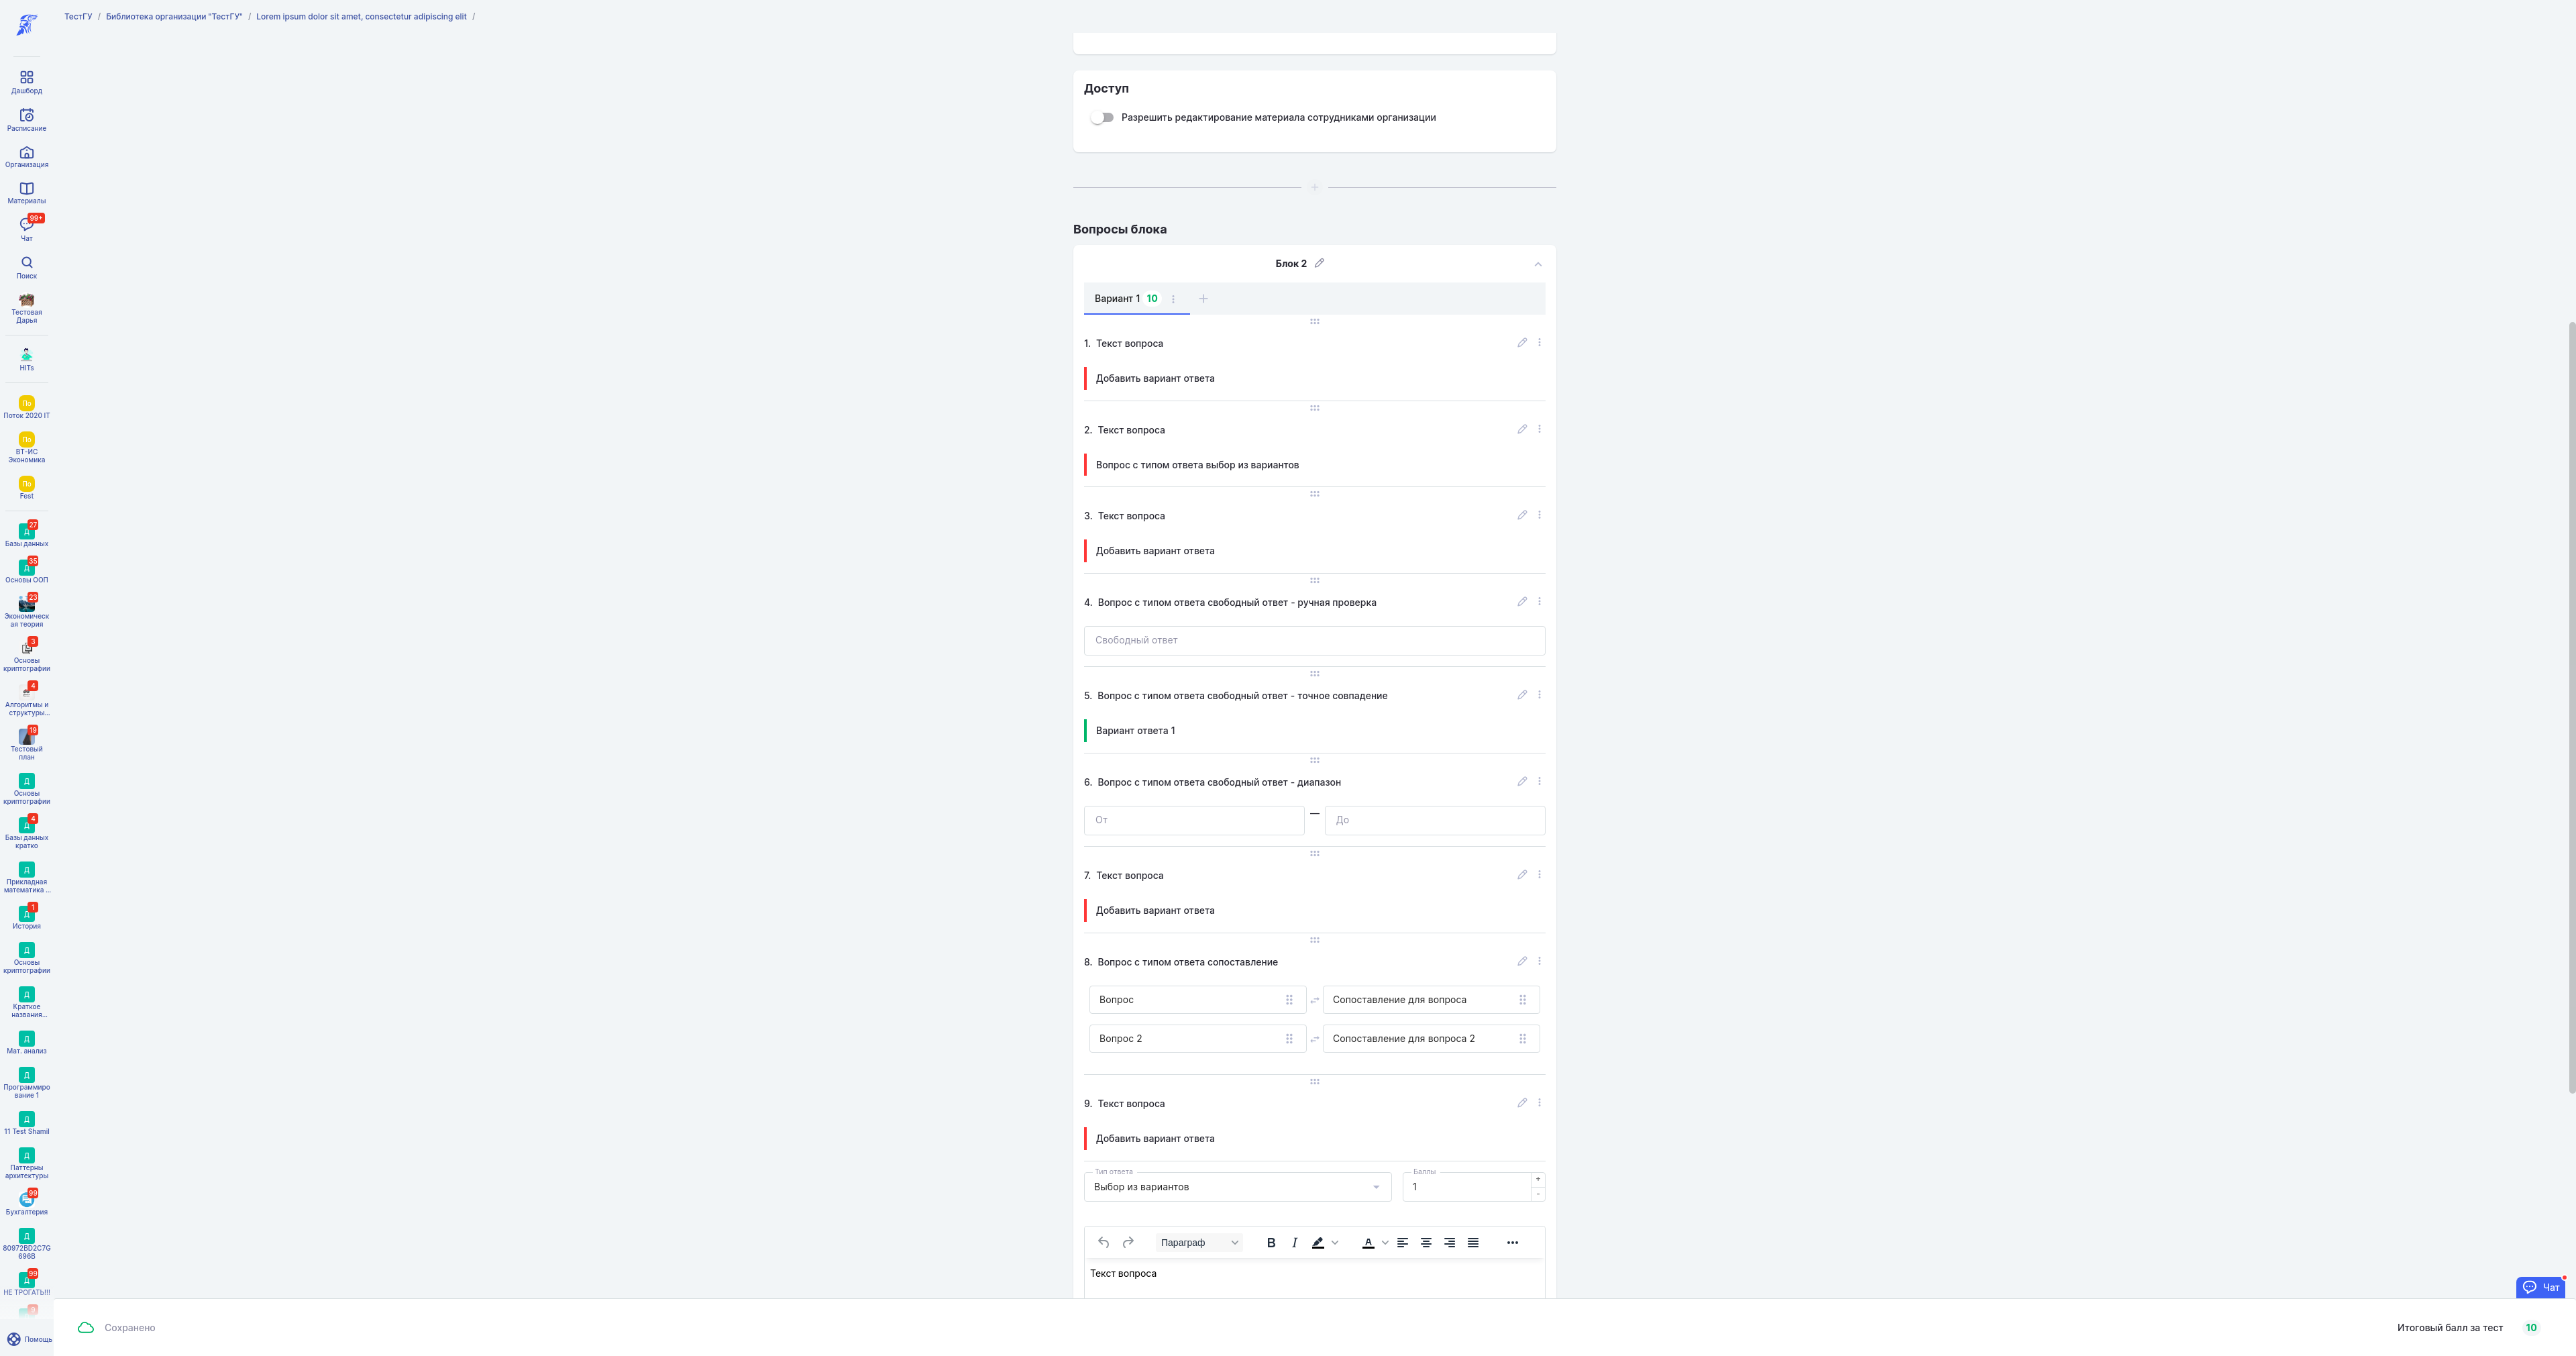 ТестГУ / Библиотека организации "ТестГУ" / Lorem ipsum dolor sit amet, consectetur adipiscing elit /
Дашборд
Расписание
Организация
Материалы
99+
Чат
Поиск
Тестовая
Дарья
HITs
По
Поток 2020 IT
По
ВТ-ИС
Экономика
По
Fest
27
Д
Базы данных
35
Д
Основы ООП
23
Экономическ
ая теория
3
Основы
криптографии
4
Алгоритмы и
структуры...
19
Тестовый
план
Д
Основы
криптографии
4
Д
Базы данных
кратко
Д
Прикладная
математика ...
1
Д
История
Д
Основы
криптографии
Д
Краткое
названия...
Д
Мат. анализ
Д
Программиро
вание 1
Д
11 Test Shamil
Д
Паттерны
архитектуры
99
Бухгалтерия
Д
80972BD2C7G
696B
99
Д
НЕ ТРОГАТЬ!!!
Помощь
Доступ
Разрешить редактирование материала сотрудниками организации
Вопросы блока
Блок 2
Вариант 1 10
1. Текст вопроса
Добавить вариант ответа
2. Текст вопроса
Вопрос с типом ответа выбор из вариантов
3. Текст вопроса
Добавить вариант ответа
4. Вопрос с типом ответа свободный ответ - ручная проверка
Свободный ответ
5. Вопрос с типом ответа свободный ответ - точное совпадение
Вариант ответа 1
6. Вопрос с типом ответа свободный ответ - диапазон
От — До
7. Текст вопроса
Добавить вариант ответа
8. Вопрос с типом ответа сопоставление
Вопрос Сопоставление для вопроса
Вопрос 2 Сопоставление для вопроса 2
9. Текст вопроса
Добавить вариант ответа
Тип ответа Баллы
Выбор из вариантов 1 + -
Параграф B I A
Текст вопроса
Чат
Сохранено
Итоговый балл за тест 10